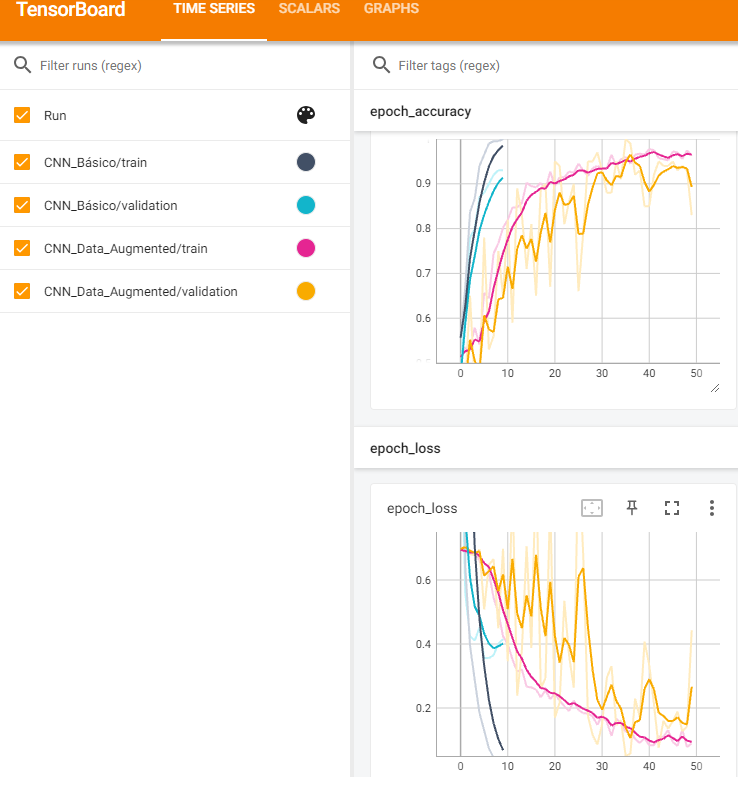 TensorBoard
TIME SERIES
SCALARS
GRAPHS
Filter runs (regex)
Filter tags (regex)
Run
CNN_Básico/train
CNN_Básico/validation
CNN_Data_Augmented/train
CNN_Data_Augmented/validation
epoch_accuracy
0.9
0.8
0.7
0.6
0 10 20 30 40 50
epoch_loss
epoch_loss
0.6
0.4
0.2
0 10 20 30 40 50